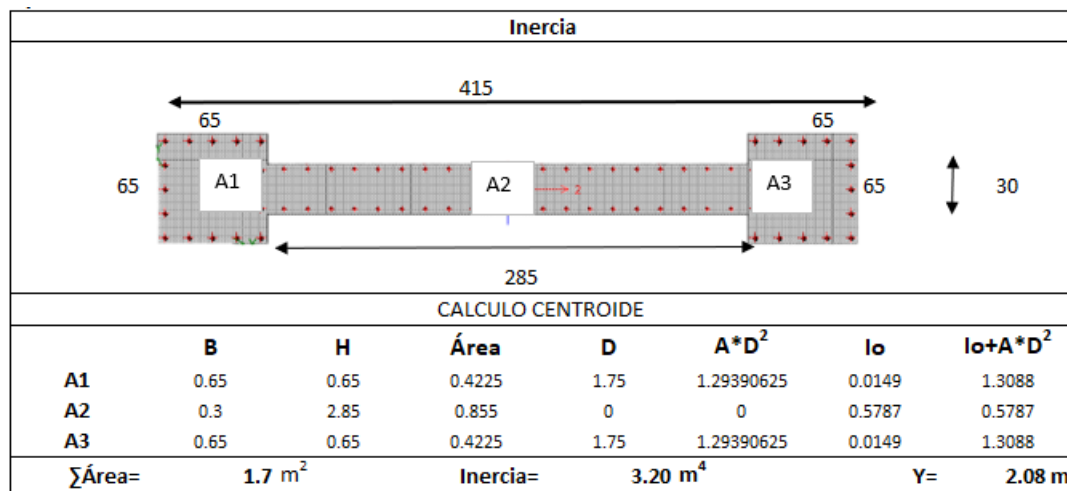 Inercia
415
65 65
65 A1 A2 2 A3 65 30
285
CALCULO CENTROIDE
B H Área D A*D² Io Io+A*D²
A1 0.65 0.65 0.4225 1.75 1.29390625 0.0149 1.3088
A2 0.3 2.85 0.855 0 0 0.5787 0.5787
A3 0.65 0.65 0.4225 1.75 1.29390625 0.0149 1.3088
∑Área= 1.7 m² Inercia= 3.20 m⁴ Y= 2.08 m